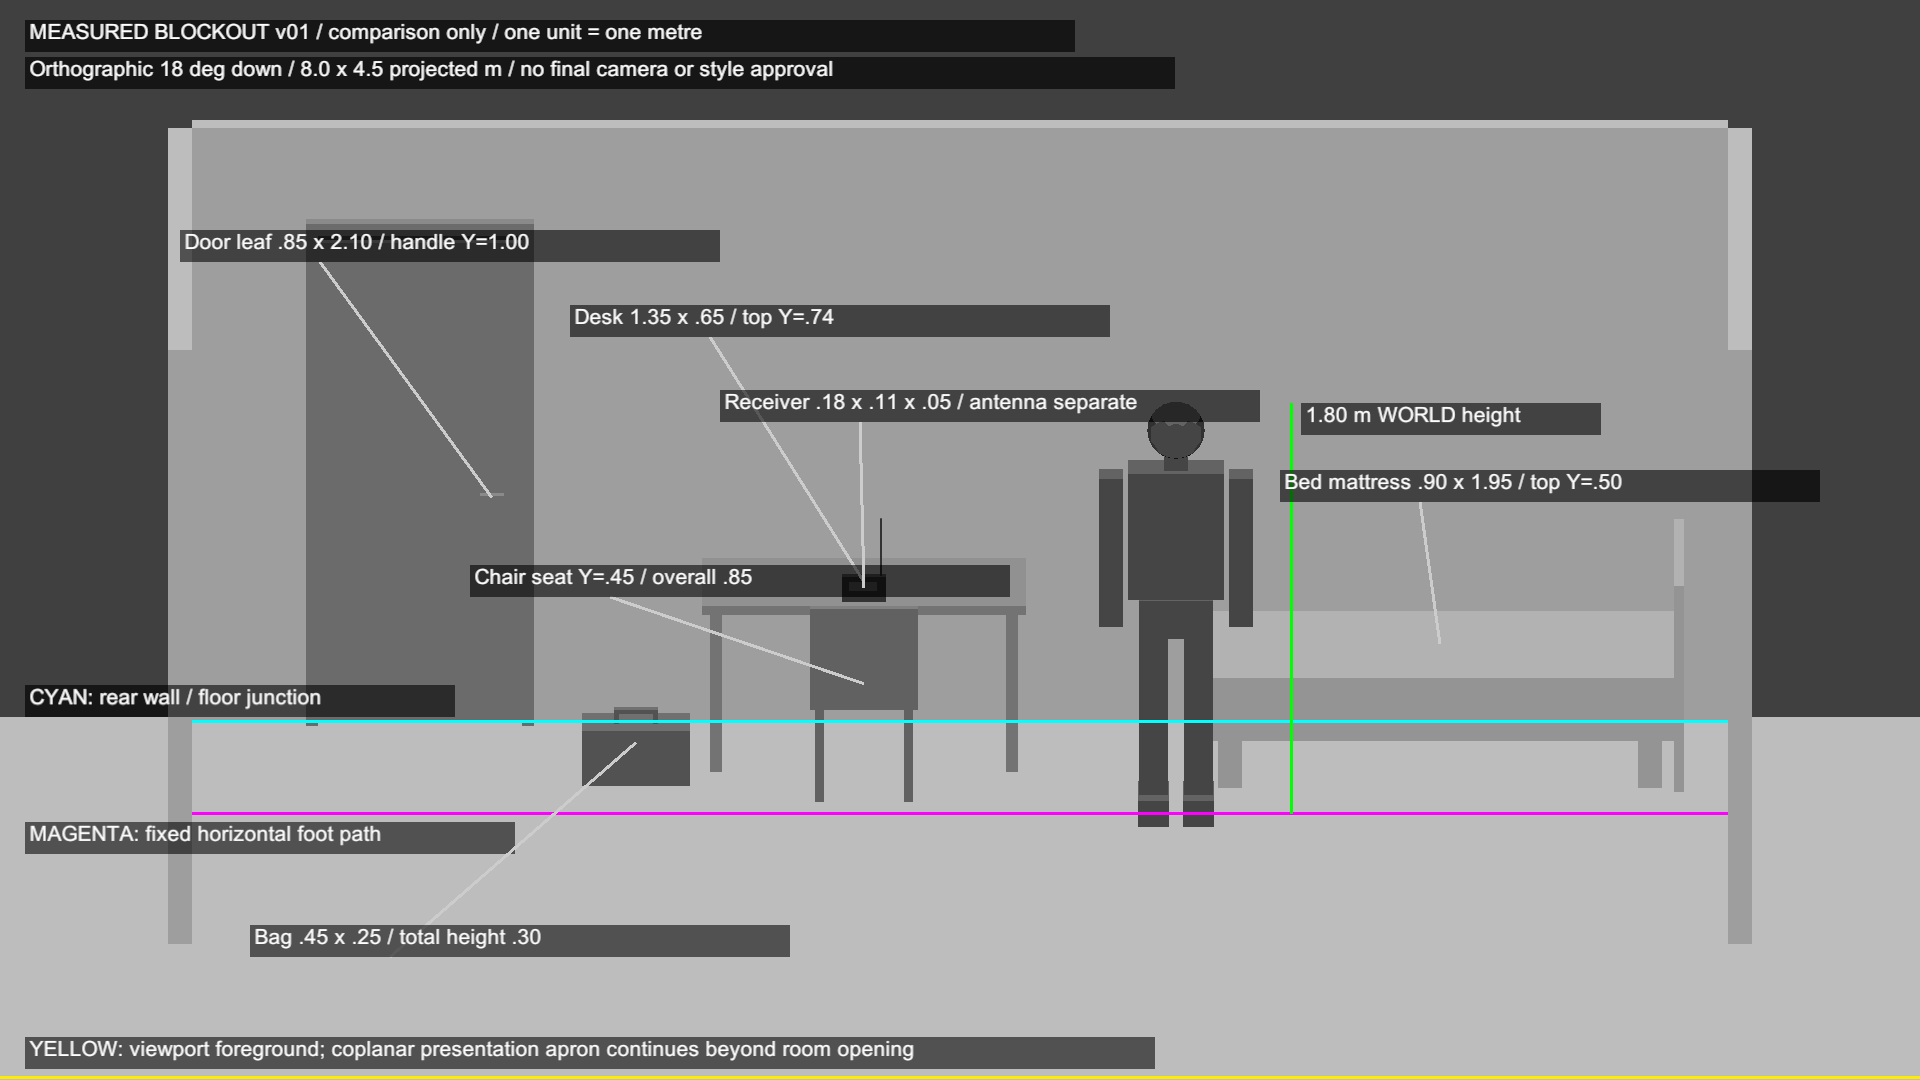 MEASURED BLOCKOUT v01 / comparison only / one unit = one metre
Orthographic 18 deg down / 8.0 x 4.5 projected m / no final camera or style approval
Door leaf .85 x 2.10 / handle Y=1.00
Desk 1.35 x .65 / top Y=.74
Receiver .18 x .11 x .05 / antenna separate
1.80 m WORLD height
Bed mattress .90 x 1.95 / top Y=.50
Chair seat Y=.45 / overall .85
CYAN: rear wall / floor junction
MAGENTA: fixed horizontal foot path
Bag .45 x .25 / total height .30
YELLOW: viewport foreground; coplanar presentation apron continues beyond room opening